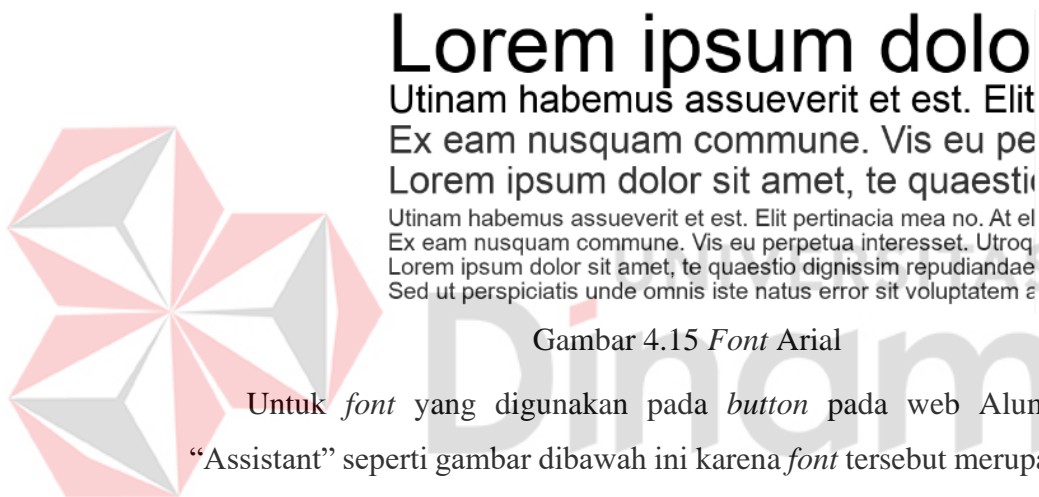 Lorem ipsum dolo
Utinam habemus assueverit et est. Elit
Ex eam nusquam commune. Vis eu pe
Lorem ipsum dolor sit amet, te quaesti
Utinam habemus assueverit et est. Elit pertinacia mea no. At el
Ex eam nusquam commune. Vis eu perpetua interesset. Utroq
Lorem ipsum dolor sit amet, te quaestio dignissim repudiandae
Sed ut perspiciatis unde omnis iste natus error sit voluptatem a
UNIVERSITAS
Dinam
Gambar 4.15 Font Arial
Untuk font yang digunakan pada button pada web Alum
“Assistant” seperti gambar dibawah ini karena font tersebut merupa